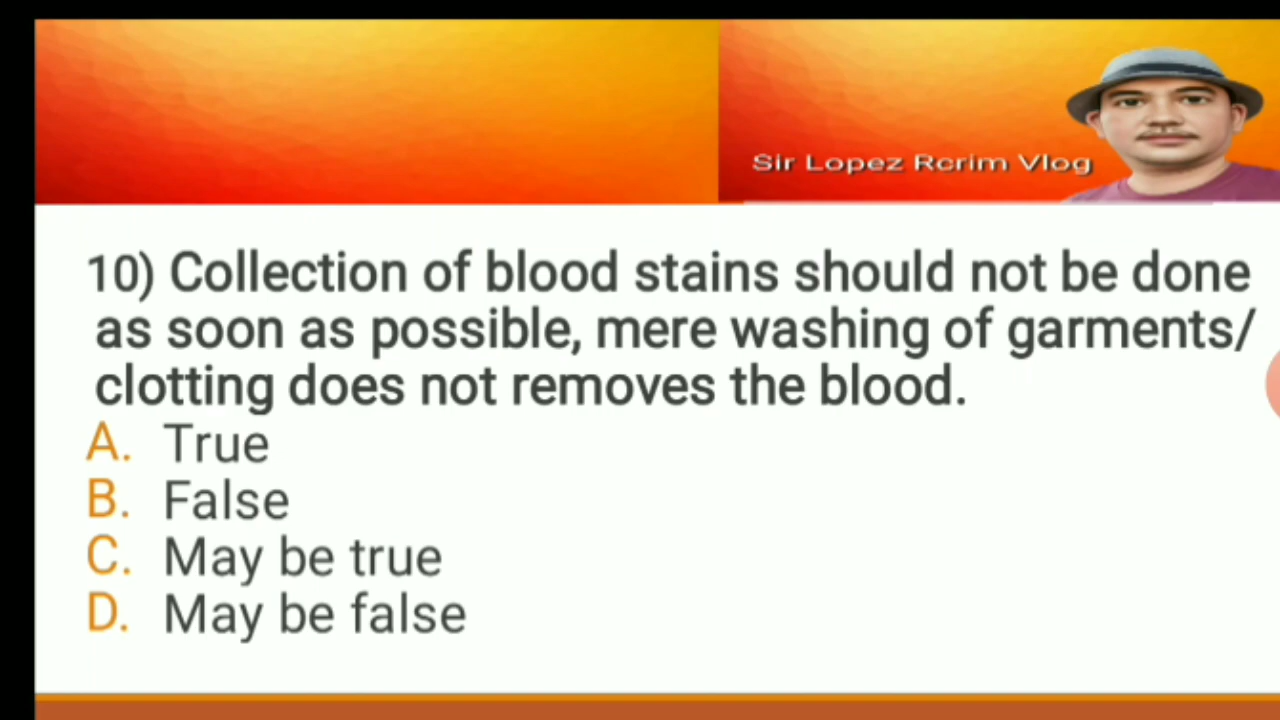 Sir Lopez Rcrim Vlog
10) Collection of blood stains should not be done
as soon as possible, mere washing of garments/
clotting does not removes the blood.
A. True
B. False
C. May be true
D. May be false